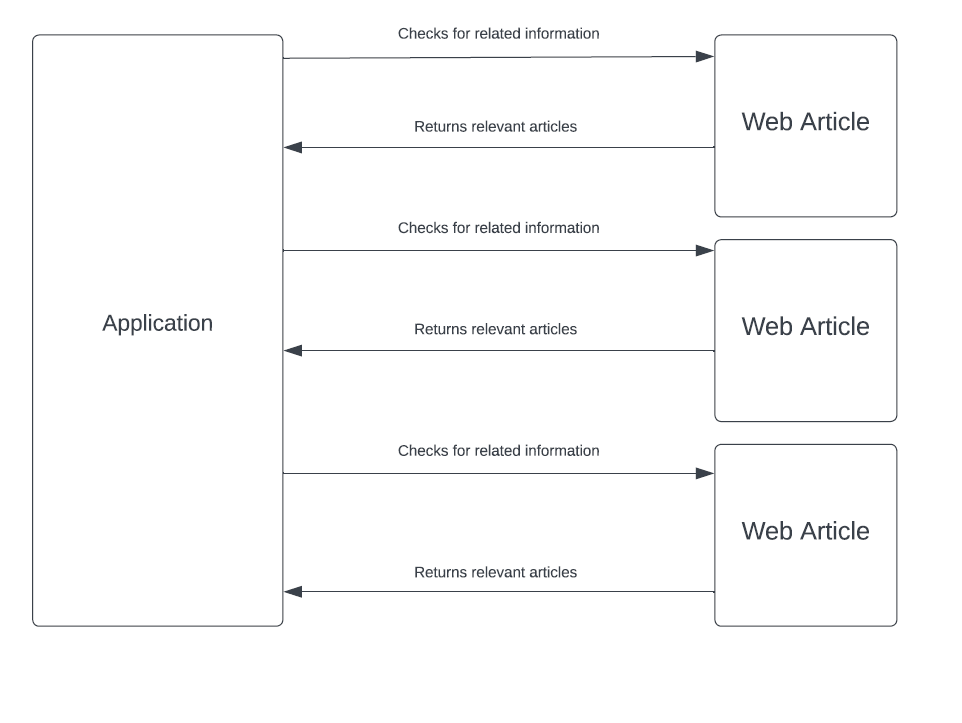 Checks for related information
Web Article
Returns relevant articles
Checks for related information
Application
Web Article
Returns relevant articles
Checks for related information
Web Article
Returns relevant articles